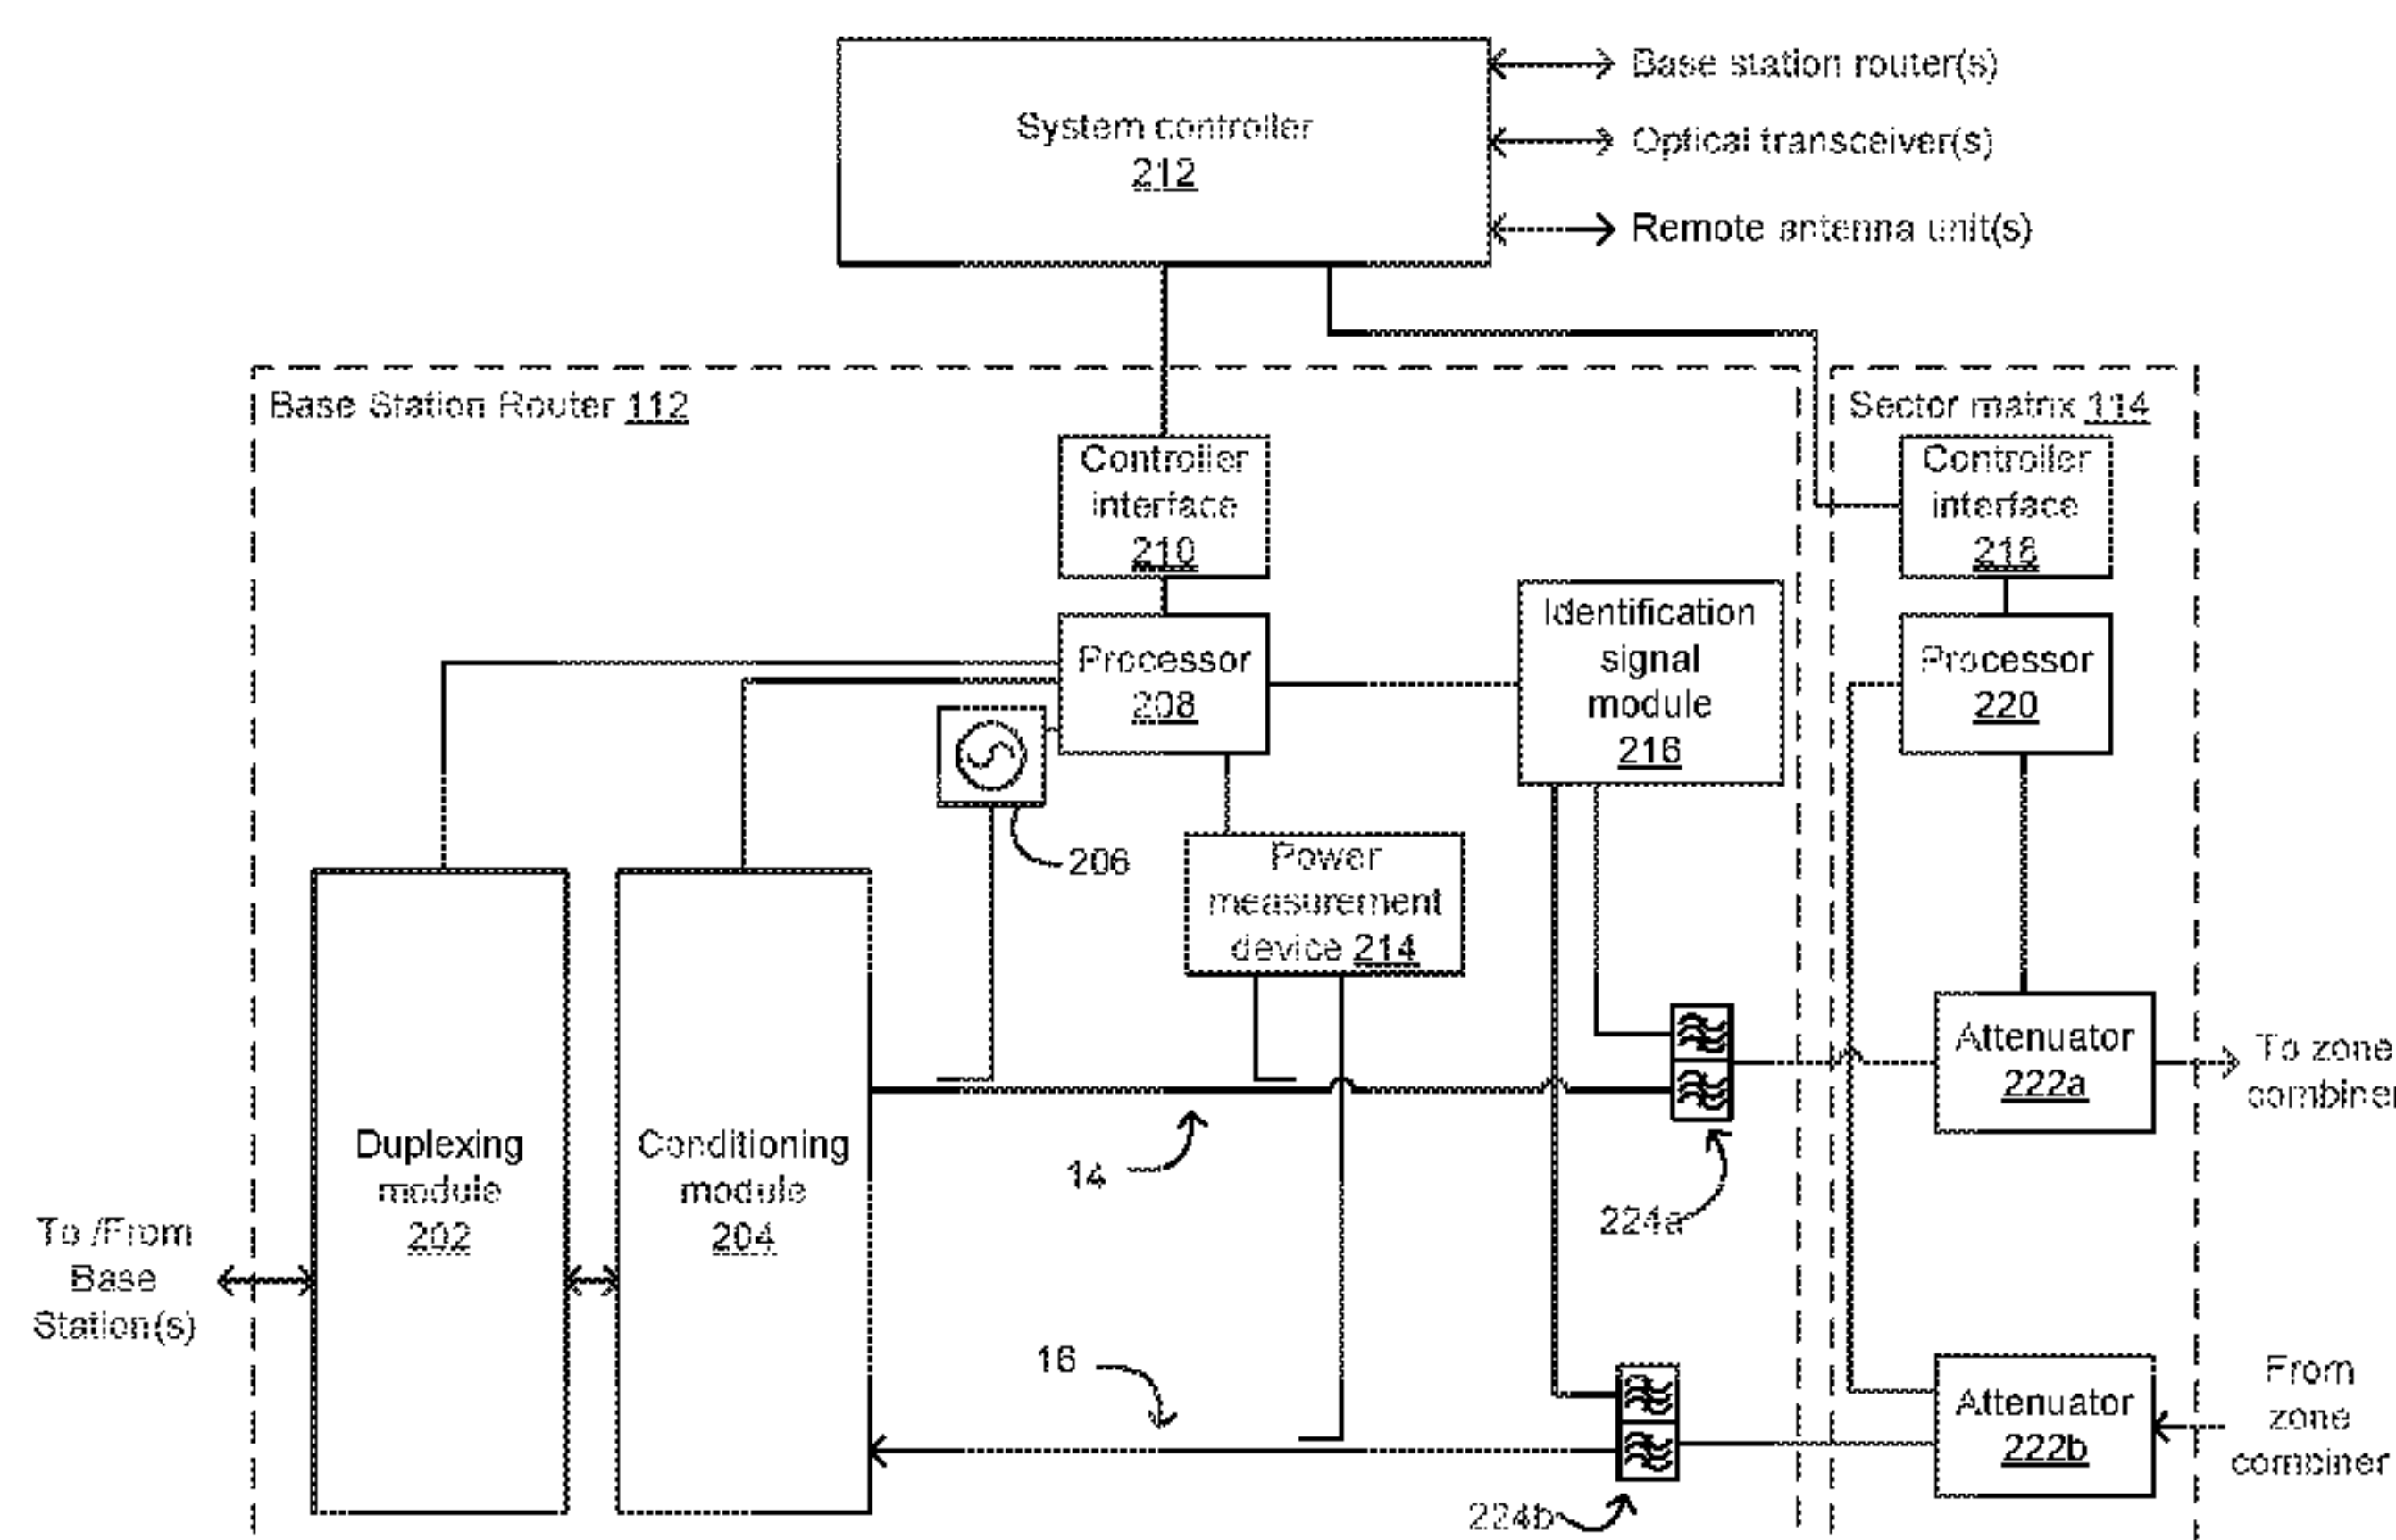 System controller
212
Base station router(s)
Optical transceiver(s)
Remote antenna unit(s)
Base Station Router 112
Sector matrix 114
Controller
interface
210
Controller
interface
218
Processor
208
Identification
signal
module
216
Processor
220
206
Power
measurement
device 214
Duplexing
module
202
Conditioning
module
204
14
224a
Attenuator
222a
To zone
combiner
To /From
Base
Station(s)
16
224b
Attenuator
222b
From
zone
combiner